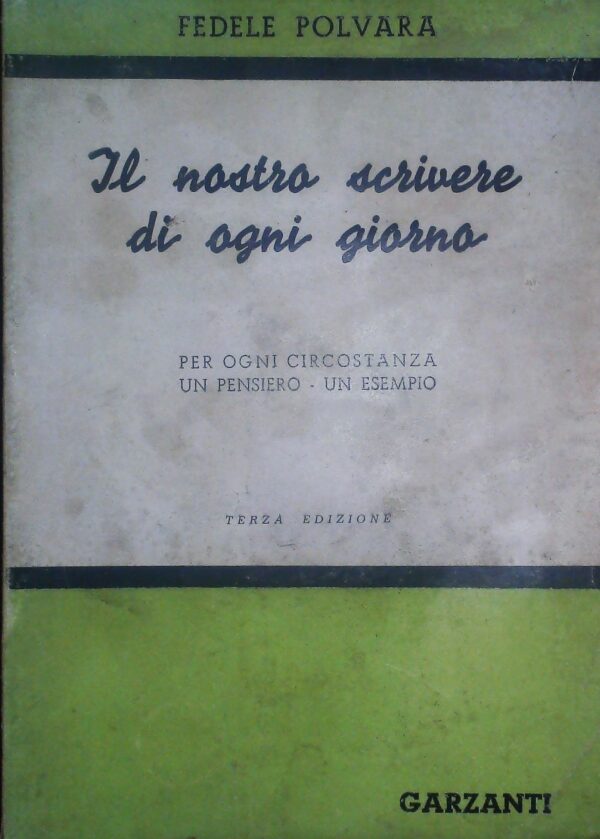 FEDELE POLVARA
Il nostro scrivere
di ogni giorno
PER OGNI CIRCOSTANZA
UN PENSIERO - UN ESEMPIO
TERZA EDIZIONE
GARZANTI